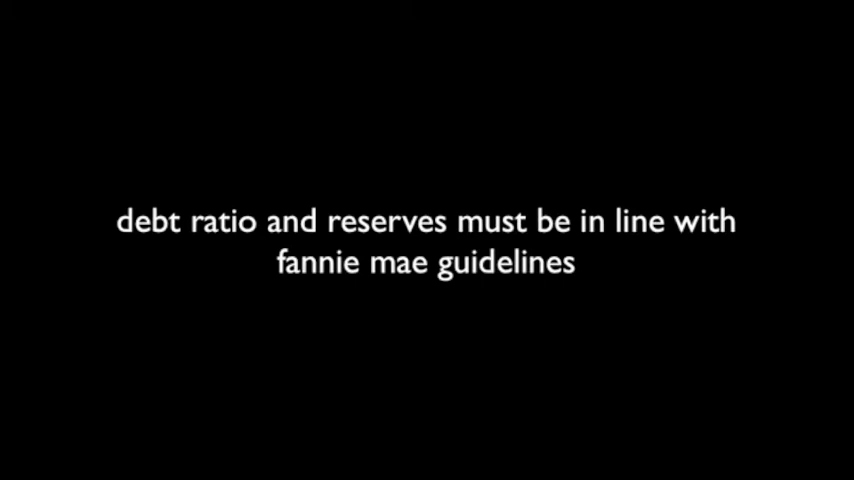 debt ratio and reserves must be in line with
fannie mae guidelines